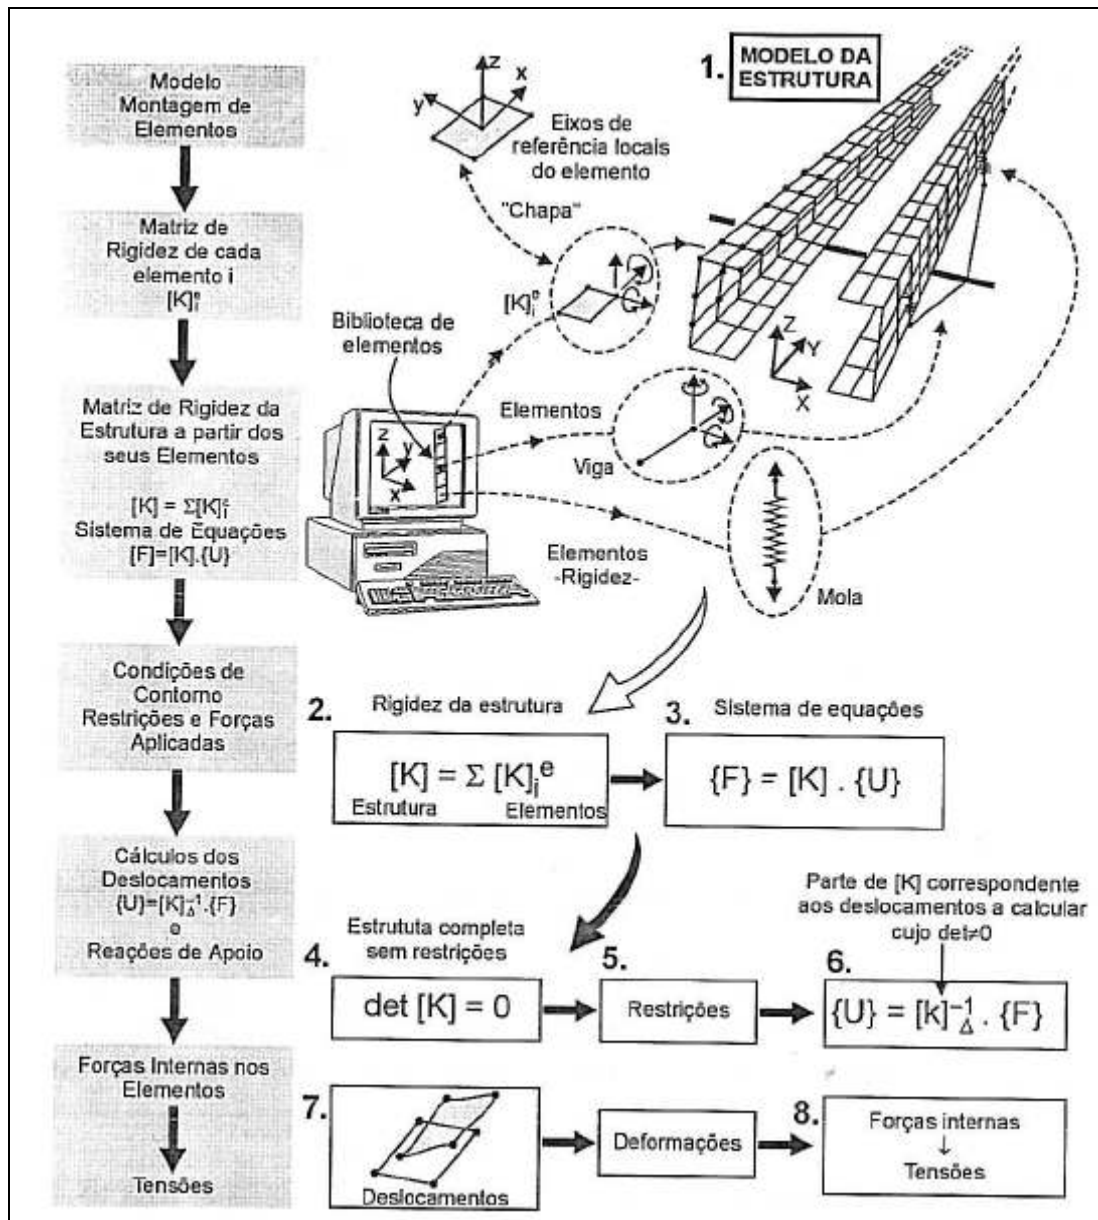 Modelo
Montagem de
Elementos
Matriz de
Rigidez de cada
elemento i
[K]ᵢᵉ
Matriz de Rigidez da
Estrutura a partir dos
seus Elementos
[K] = Σ[K]ᵢᵉ
Sistema de Equações
[F]=[K].{U}
Condições de
Contorno
Restrições e Forças
Aplicadas
Cálculos dos
Deslocamentos
{U}=[K]_Δ⁻¹.{F}
e
Reações de Apoio
Forças Internas nos
Elementos
Tensões
1. MODELO DA
ESTRUTURA
z
x
y
Eixos de
referência locais
do elemento
"Chapa"
[K]ᵢᵉ
Biblioteca de
elementos
z
y
x
Elementos
Viga
Z
Y
X
Elementos
-Rigidez-
Mola
2. Rigidez da estrutura
[K] = Σ [K]ᵢᵉ
Estrutura Elementos
3. Sistema de equações
{F} = [K] . {U}
4. Estrututa completa
sem restrições
det [K] = 0
5.
Restrições
Parte de [K] correspondente
aos deslocamentos a calcular
cujo det≠0
6.
{U} = [k]_Δ⁻¹ . {F}
7.
Deslocamentos
Deformações
8.
Forças internas
↓
Tensões